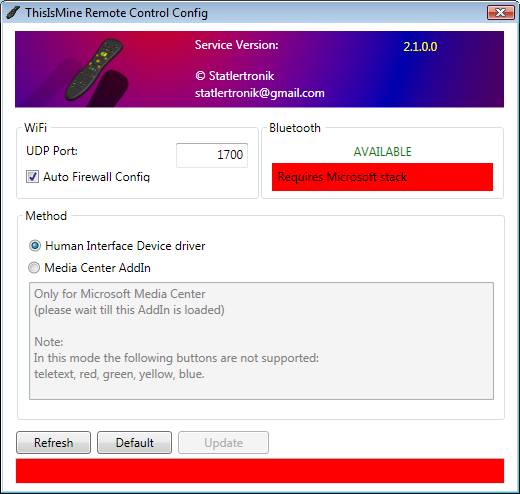 ThisIsMine Remote Control Config
Service Version: 2.1.0.0
© Statlertronik
statlertronik@gmail.com
WiFi
UDP Port: 1700
Auto Firewall Config
Bluetooth
AVAILABLE
Requires Microsoft stack
Method
Human Interface Device driver
Media Center AddIn
Only for Microsoft Media Center
(please wait till this AddIn is loaded)
Note:
In this mode the following buttons are not supported:
teletext, red, green, yellow, blue.
Refresh Default Update